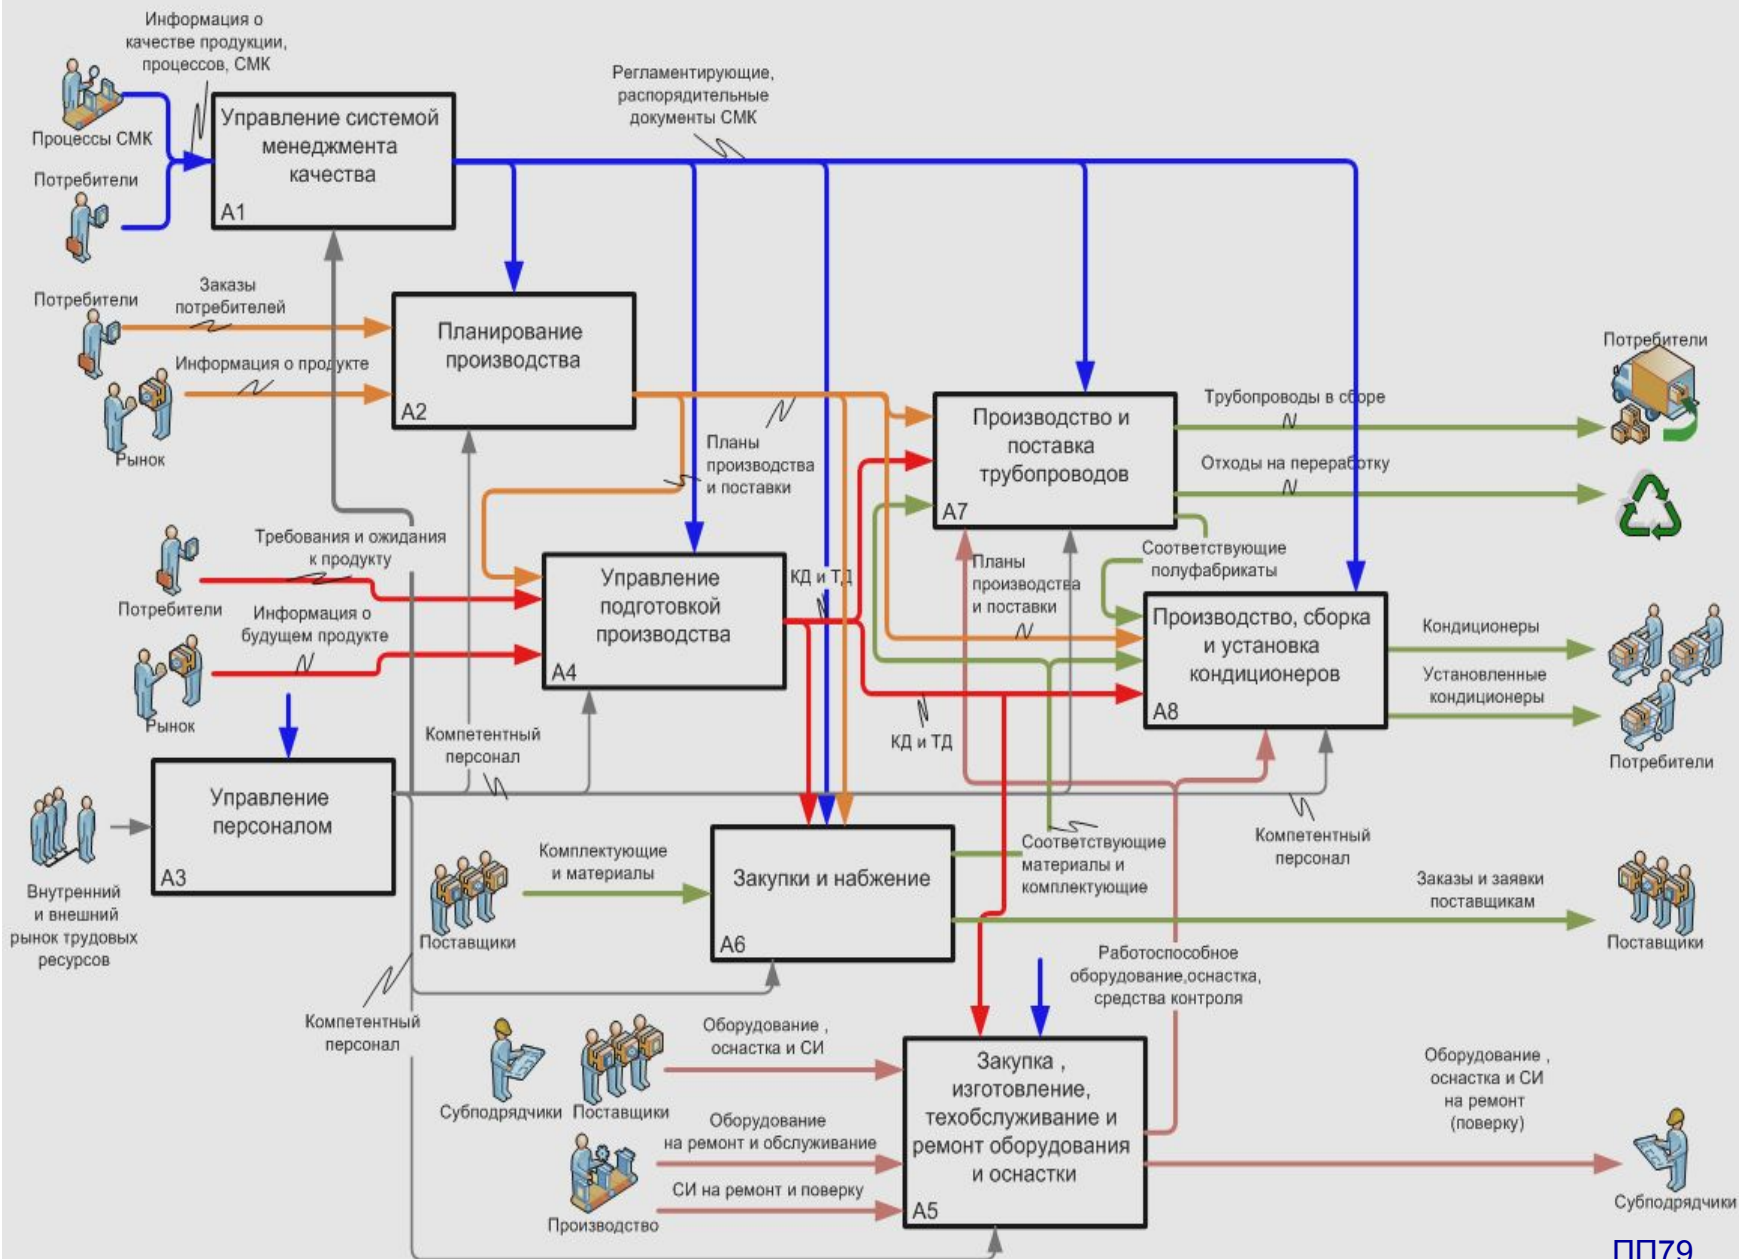 Информация о
качестве продукции,
процессов, СМК
Процессы СМК
Потребители
Управление системой
менеджмента
качества
A1
Регламентирующие,
распорядительные
документы СМК
Потребители
Заказы
потребителей
Информация о продукте
Рынок
Планирование
производства
A2
Планы
производства
и поставки
Производство и
поставка
трубопроводов
A7
Трубопроводы в сборе
Отходы на переработку
Потребители
Требования и ожидания
к продукту
Потребители
Информация о
будущем продукте
Рынок
Управление
подготовкой
производства
A4
КД и ТД
Планы
производства
и поставки
Соответствующие
полуфабрикаты
Производство, сборка
и установка
кондиционеров
A8
Кондиционеры
Установленные
кондиционеры
Потребители
КД и ТД
Компетентный
персонал
Управление
персоналом
A3
Внутренний
и внешний
рынок трудовых
ресурсов
Комплектующие
и материалы
Поставщики
Закупки и набжение
A6
Соответствующие
материалы и
комплектующие
Компетентный
персонал
Заказы и заявки
поставщикам
Поставщики
Компетентный
персонал
Работоспособное
оборудование,оснастка,
средства контроля
Оборудование ,
оснастка и СИ
Субподрядчики
Поставщики
Оборудование
на ремонт и обслуживание
СИ на ремонт и поверку
Производство
Закупка ,
изготовление,
техобслуживание и
ремонт оборудования
и оснастки
A5
Оборудование ,
оснастка и СИ
на ремонт
(поверку)
Субподрядчики
ПП79